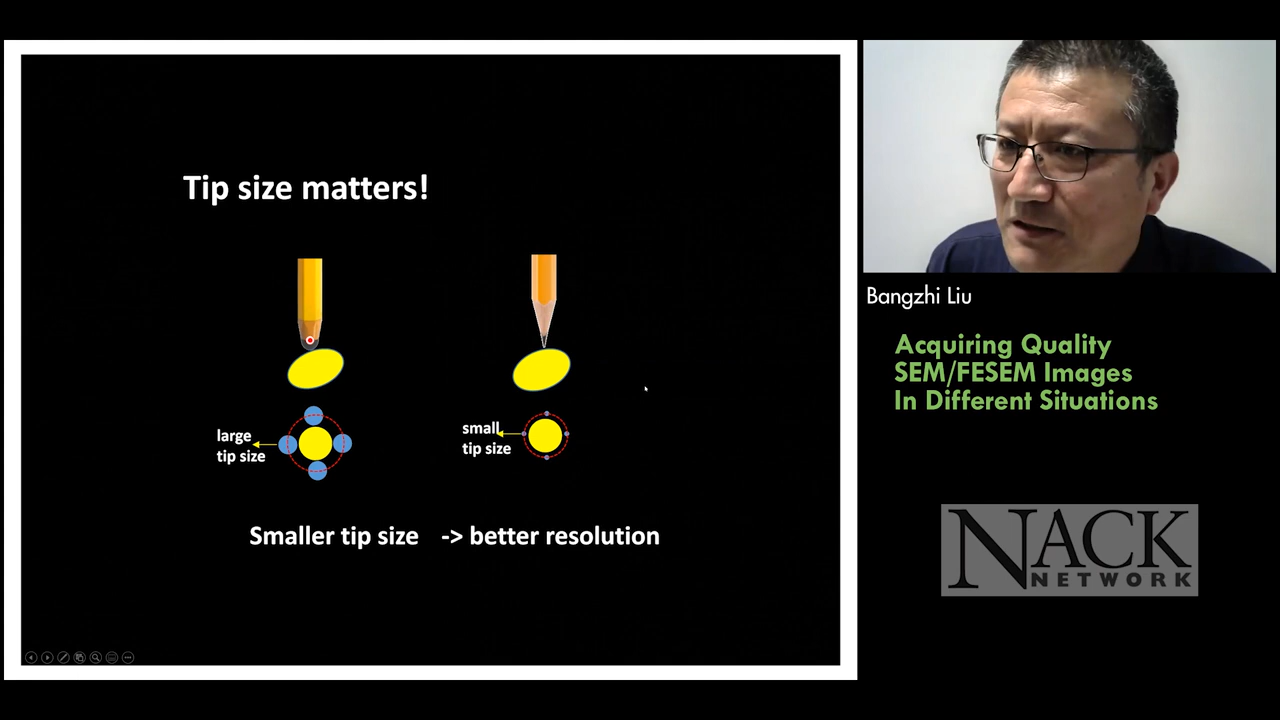 Tip size matters!
large
tip size
small
tip size
Smaller tip size -> better resolution
Bangzhi Liu
Acquiring Quality
SEM/FESEM Images
In Different Situations
NACK
NETWORK